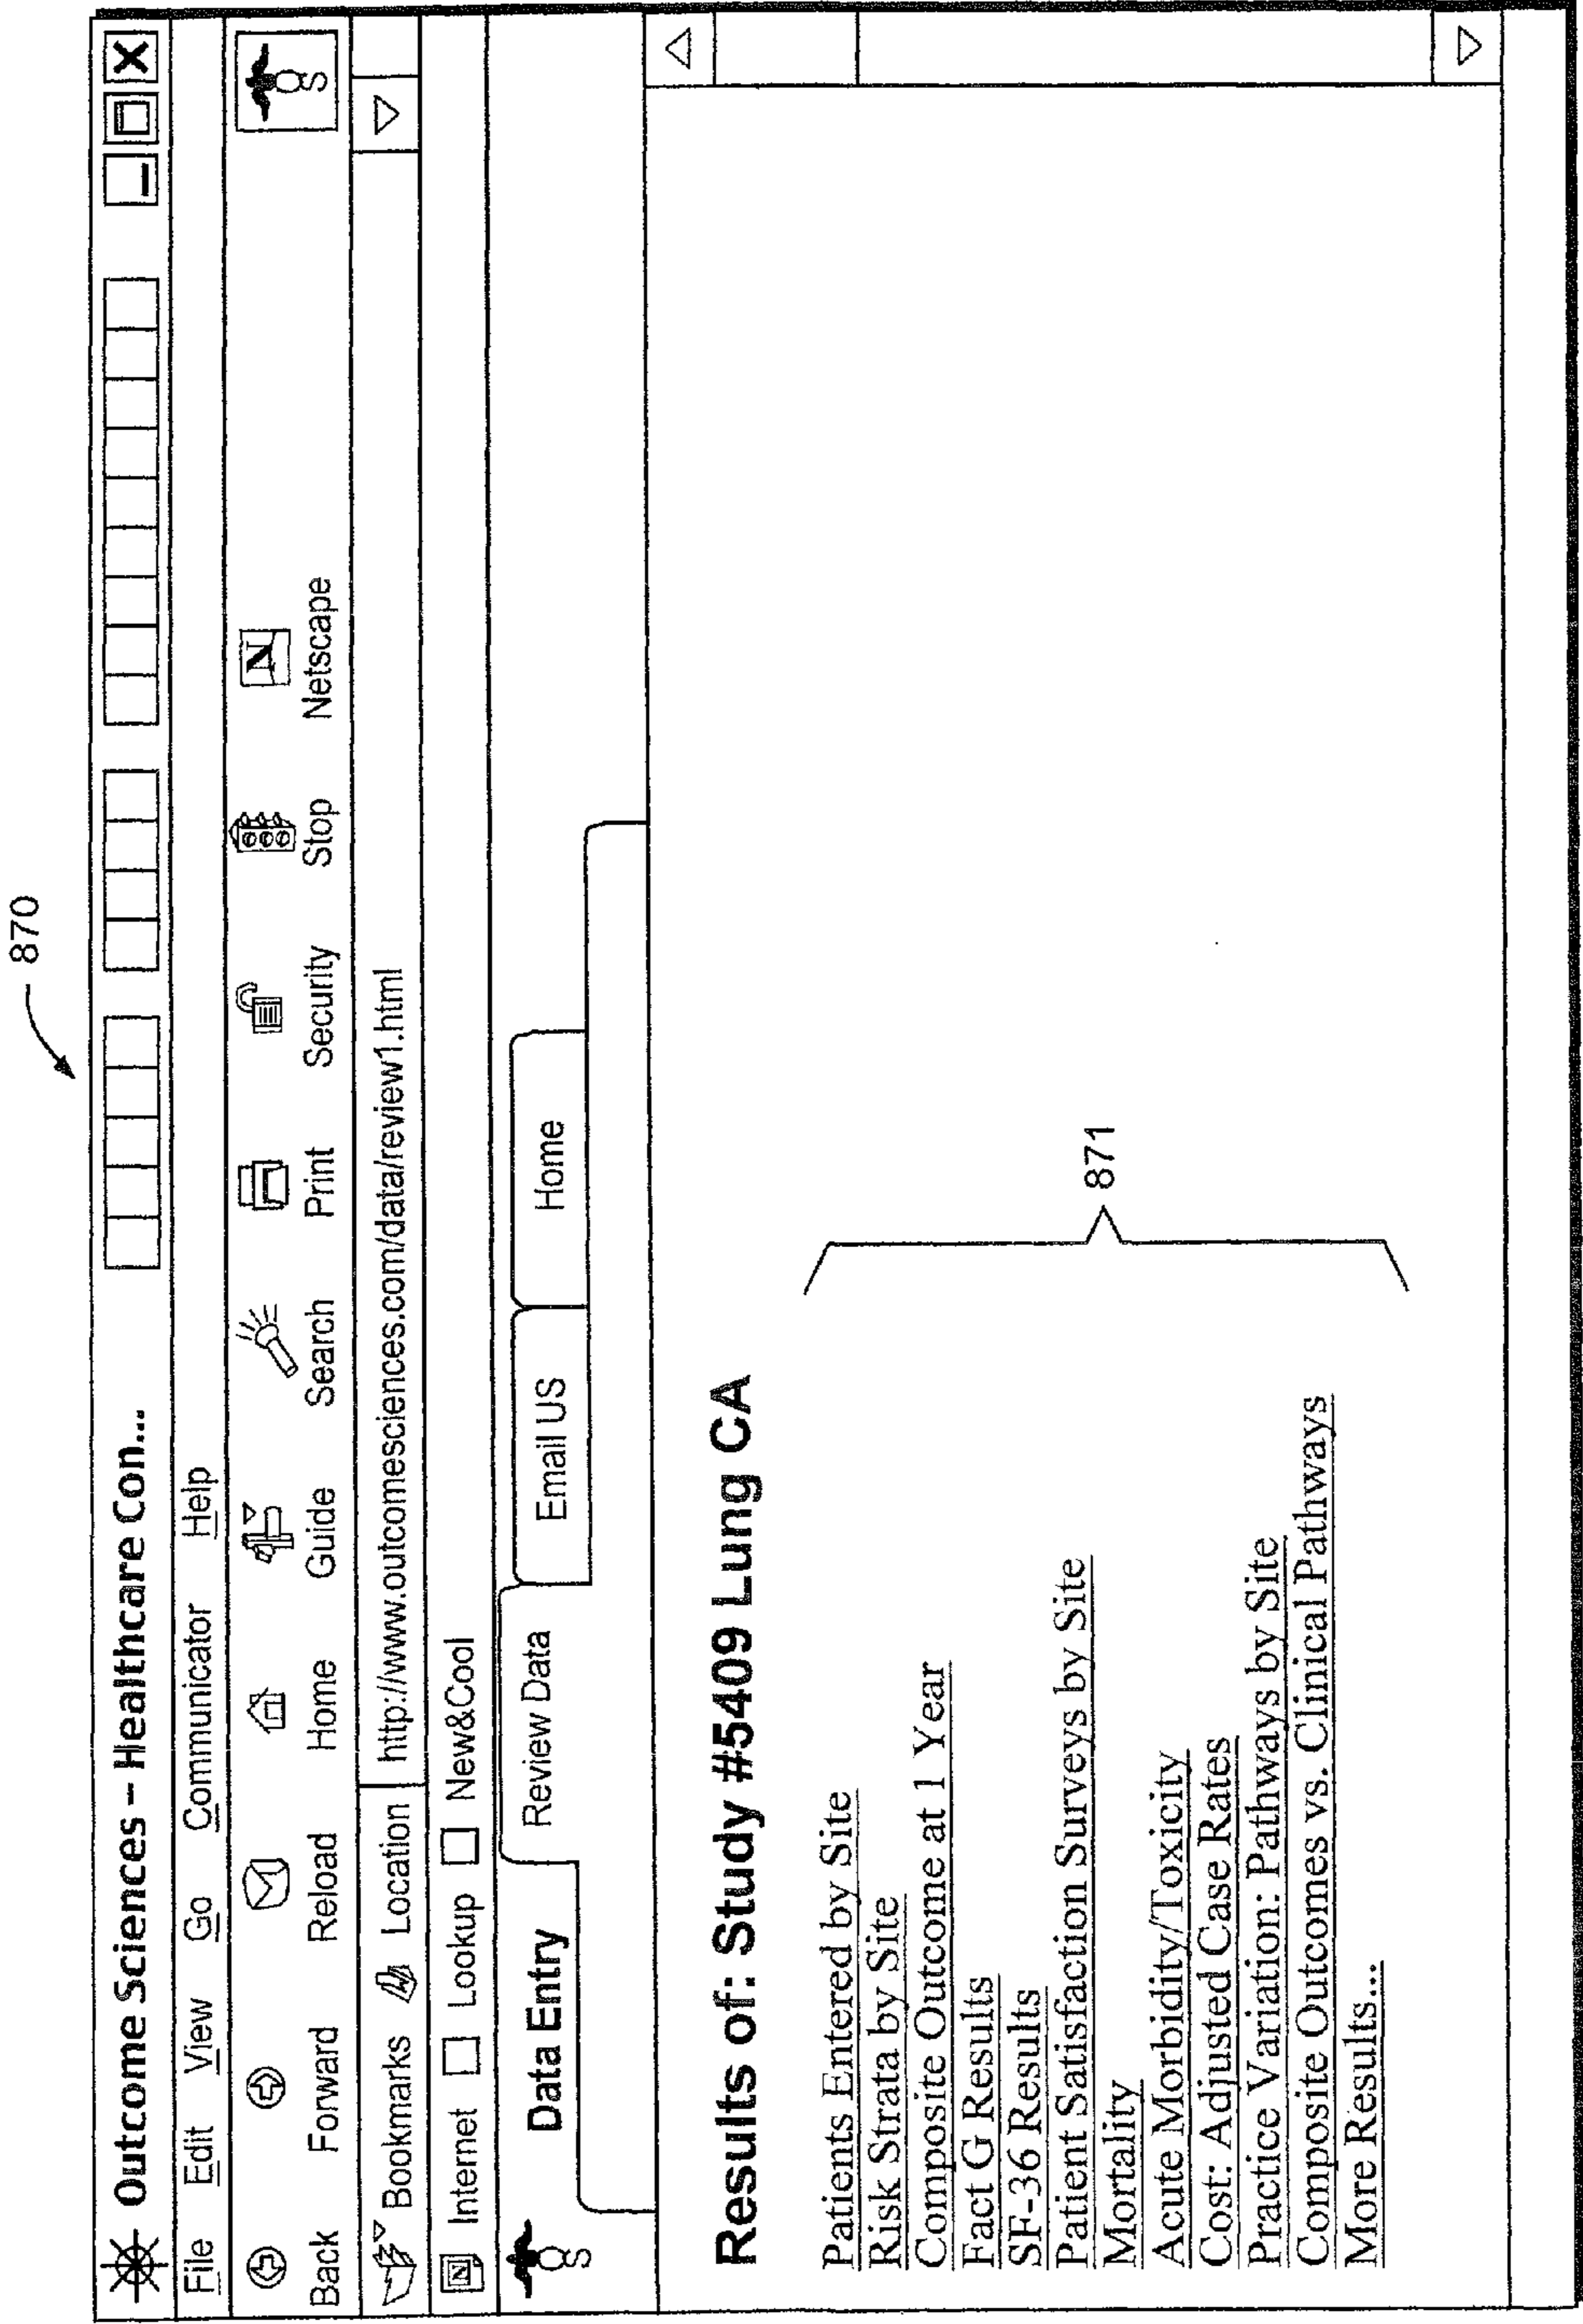 870
Outcome Sciences – Healthcare Con...
File Edit View Go Communicator Help
Back Forward Reload Home Guide Search Print Security Stop Netscape
Bookmarks Location http://www.outcomesciences.com/data/review1.html
N Internet Lookup New&Cool
Data Entry Review Data Email US Home
Results of: Study #5409 Lung CA
Patients Entered by Site
Risk Strata by Site
Composite Outcome at 1 Year
Fact G Results
SF-36 Results
Patient Satisfaction Surveys by Site
Mortality
Acute Morbidity/Toxicity
Cost: Adjusted Case Rates
Practice Variation: Pathways by Site
Composite Outcomes vs. Clinical Pathways
More Results...
871